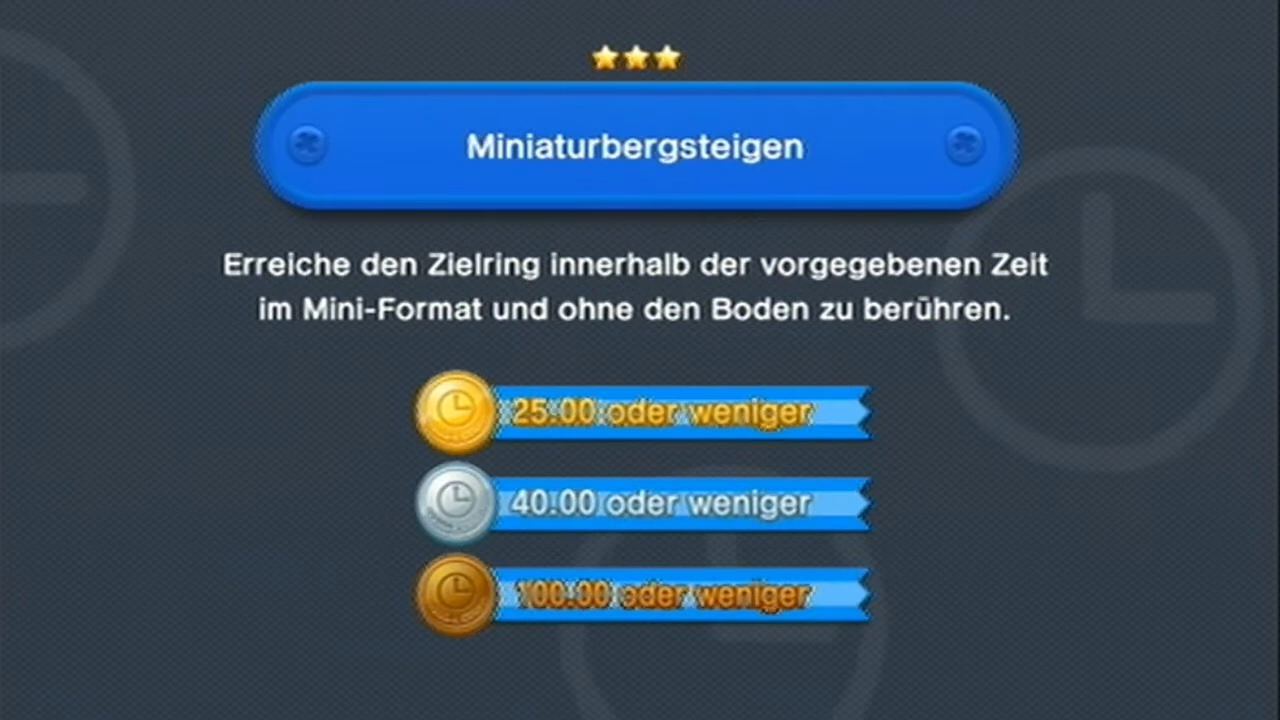 Miniaturbergsteigen
Erreiche den Zielring innerhalb der vorgegebenen Zeit
im Mini-Format und ohne den Boden zu berühren.
25.00 oder weniger
40.00 oder weniger
100.00 oder weniger